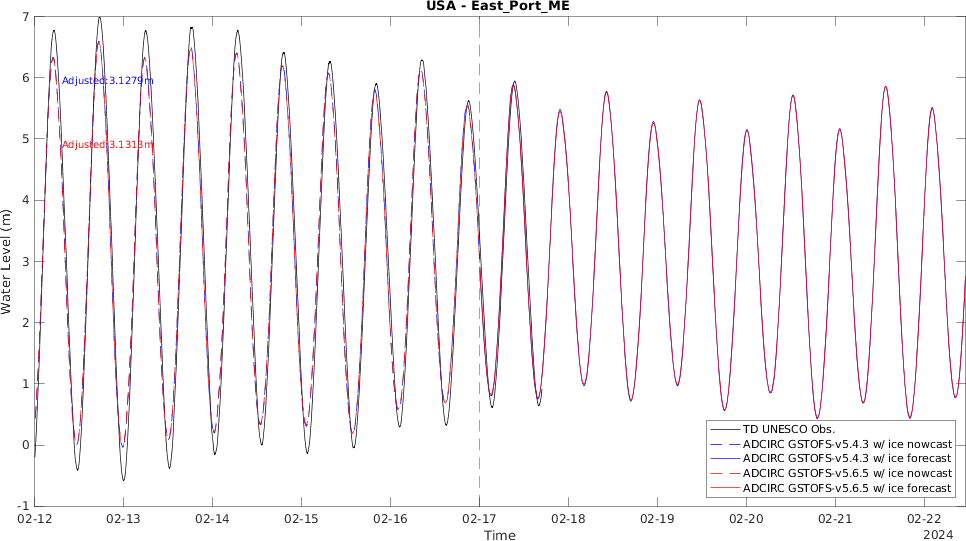 USA - East_Port_ME
7
6
5
4
3
2
1
0
-1
Water Level (m)
Adjusted:3.1279m
Adjusted:3.1313m
TD UNESCO Obs.
ADCIRC GSTOFS-v5.4.3 w/ ice nowcast
ADCIRC GSTOFS-v5.4.3 w/ ice forecast
ADCIRC GSTOFS-v5.6.5 w/ ice nowcast
ADCIRC GSTOFS-v5.6.5 w/ ice forecast
02-12 02-13 02-14 02-15 02-16 02-17 02-18 02-19 02-20 02-21 02-22
Time
2024